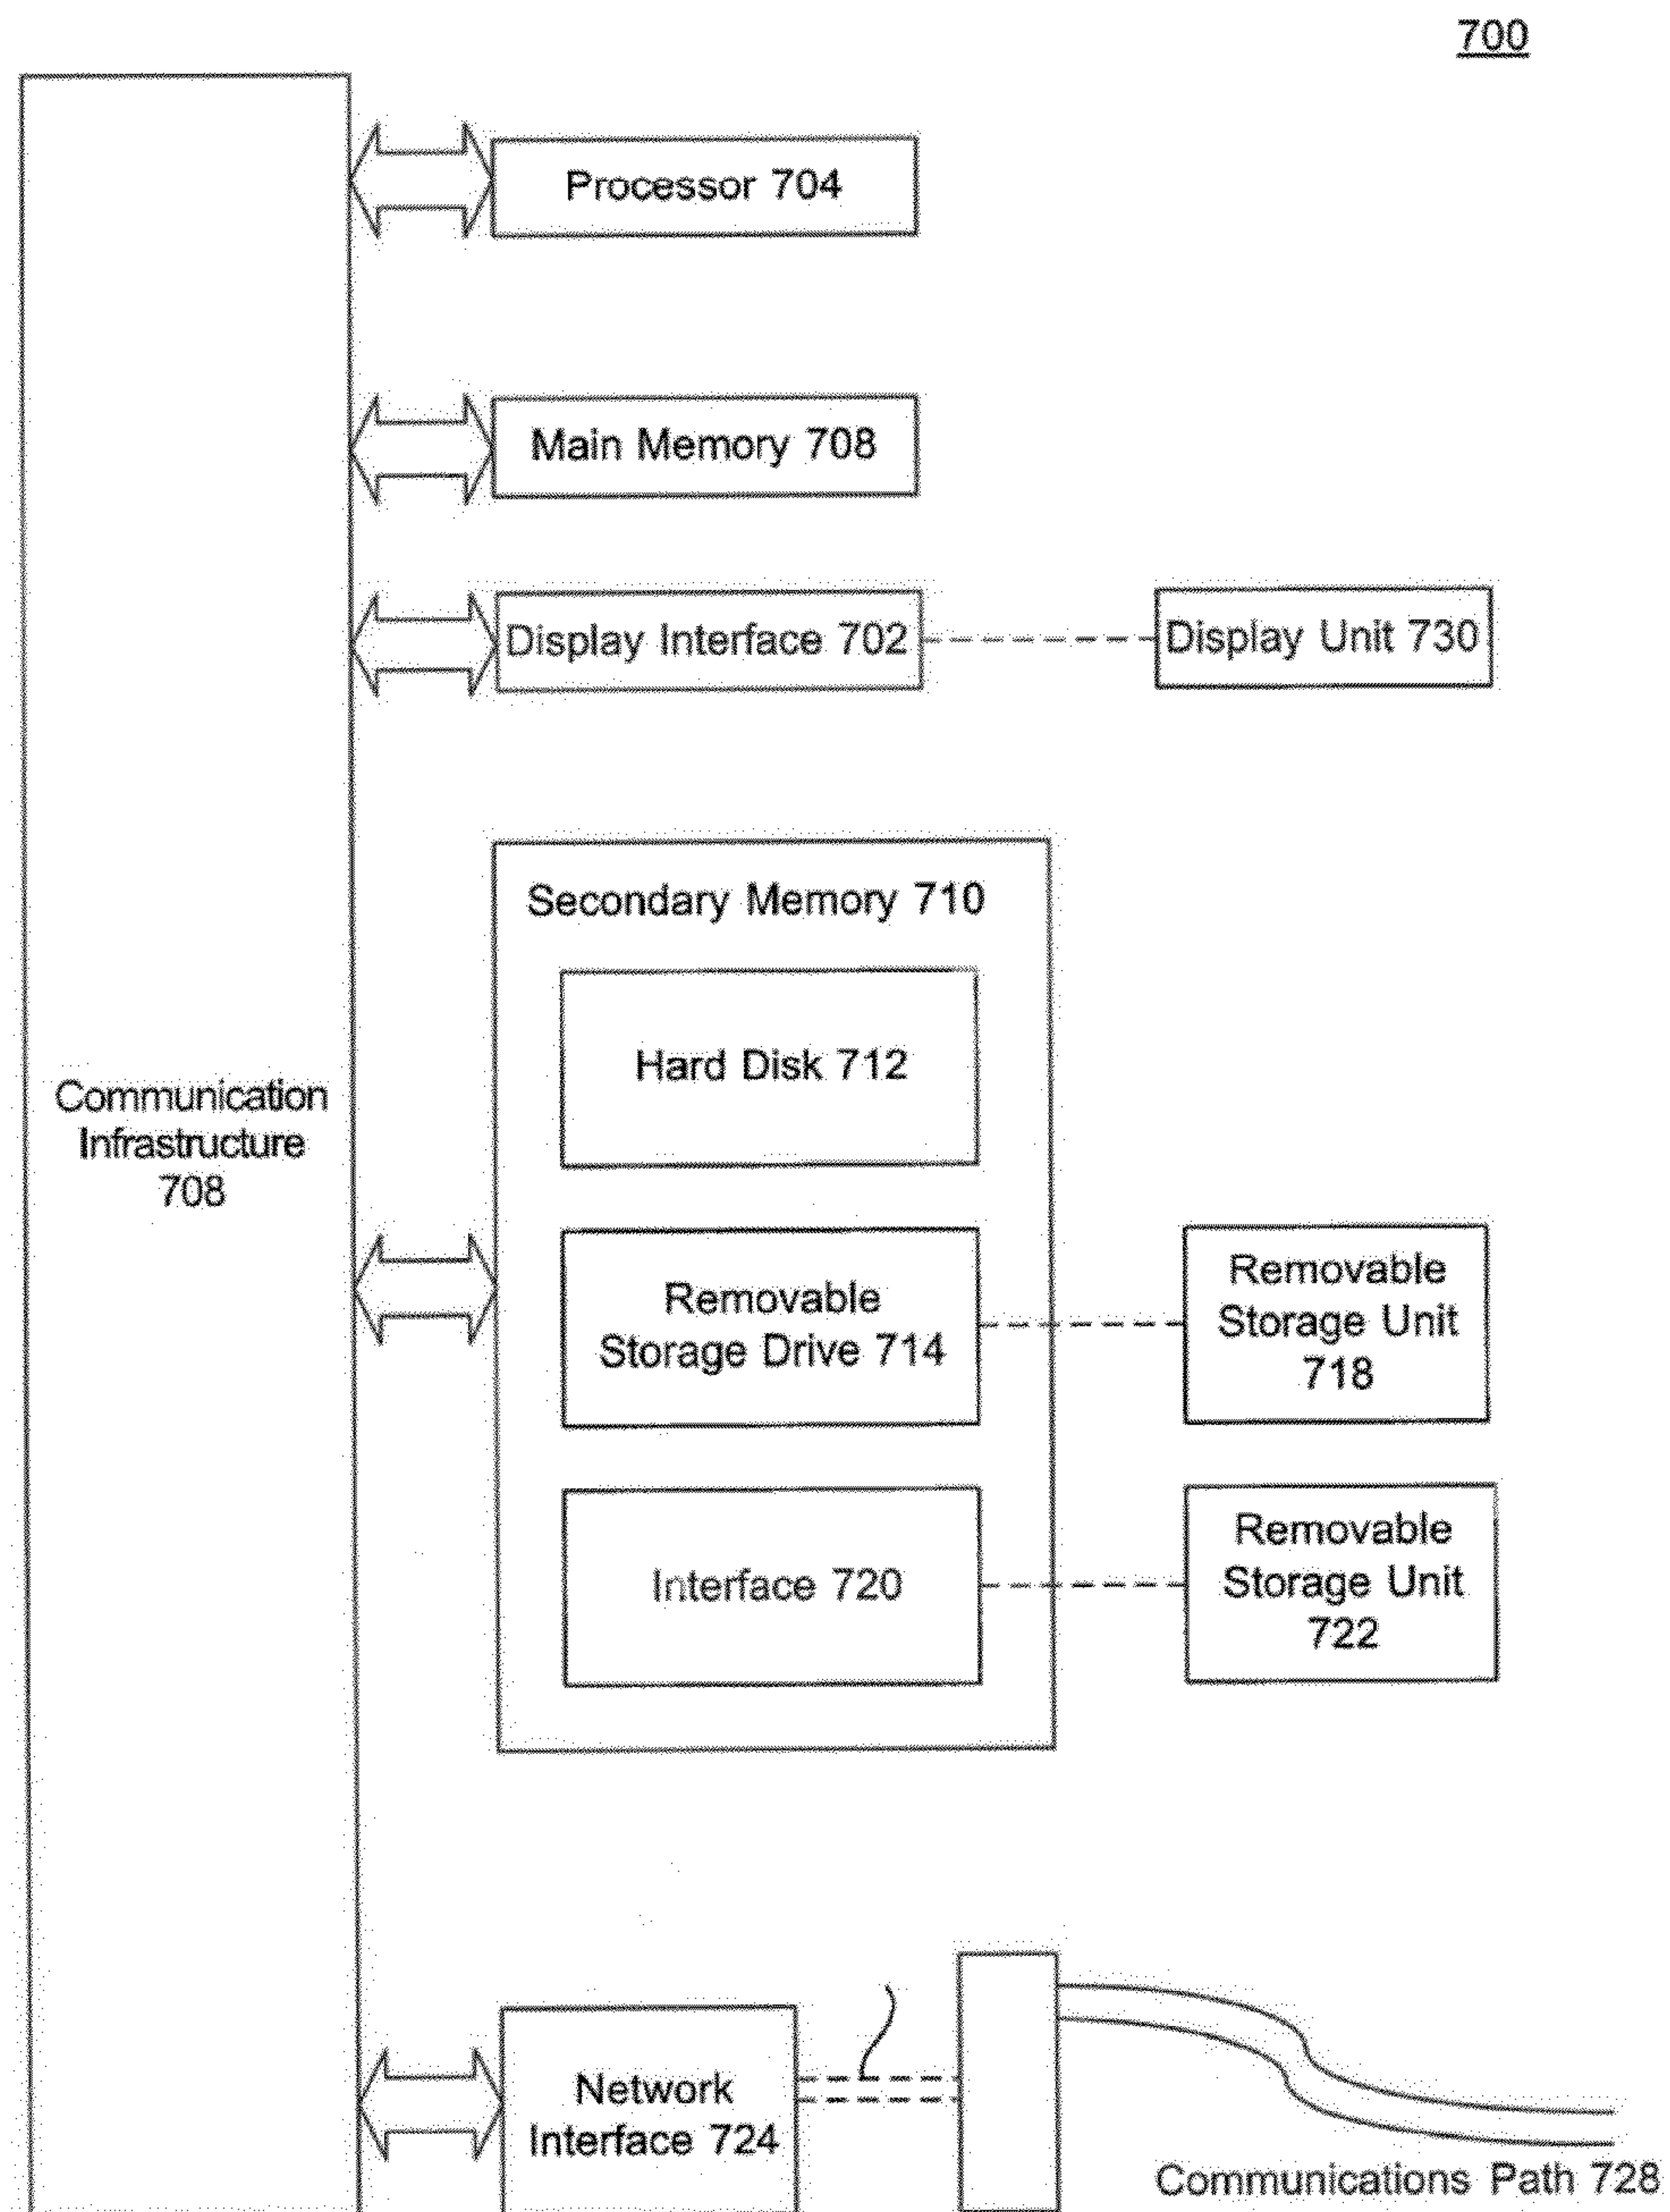 700
Processor 704
Main Memory 708
Display Interface 702
Display Unit 730
Secondary Memory 710
Hard Disk 712
Communication
Infrastructure
708
Removable
Storage Drive 714
Removable
Storage Unit
718
Interface 720
Removable
Storage Unit
722
Network
Interface 724
Communications Path 728